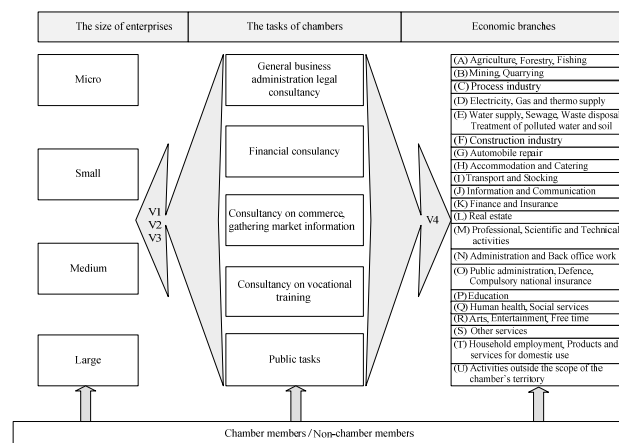 The size of enterprises
The tasks of chambers
Economic branches
Micro
Small
Medium
Large
V1
V2
V3
General business
administration legal
consultancy
Financial consulancy
Consultancy on commerce,
gathering market information
Consultancy on vocational
training
Public tasks
V4
(A) Agriculture, Forestry, Fishing
(B) Mining, Quarrying
(C) Process industry
(D) Electricity, Gas and thermo supply
(E) Water supply, Sewage, Waste disposal
Treatment of polluted water and soil
(F) Construction industry
(G) Automobile repair
(H) Accommodation and Catering
(I) Transport and Stocking
(J) Information and Communication
(K) Finance and Insurance
(L) Real estate
(M) Professional, Scientific and Technical
activities
(N) Administration and Back office work
(O) Public administration, Defence,
Compulsory national insurance
(P) Education
(Q) Human health, Social services
(R) Arts, Entertainment, Free time
(S) Other services
(T) Household employment, Products and
services for domestic use
(U) Activities outside the scope of the
chamber's territory
Chamber members / Non-chamber members